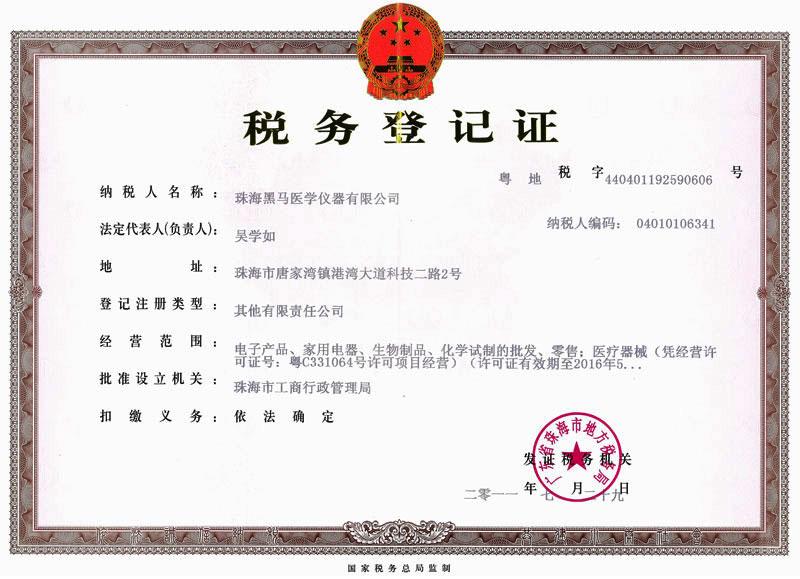 税务登记证
粤 地 税 字 440401192590606 号
纳税人名称： 珠海黑马医学仪器有限公司
纳税人编码： 04010106341
法定代表人(负责人)： 吴学如
地 址： 珠海市唐家湾镇港湾大道科技二路2号
登记注册类型： 其他有限责任公司
经营范围： 电子产品、家用电器、生物制品、化学试制的批发、零售；医疗器械（凭经营许
可证号：粤C331064号许可项目经营）（许可证有效期至2016年5...
批准设立机关： 珠海市工商行政管理局
扣缴义务： 依法确定
广东省珠海市地方税务局
发证税务机关
二零一一 年 七 月 二十九 日
国家税务总局监制